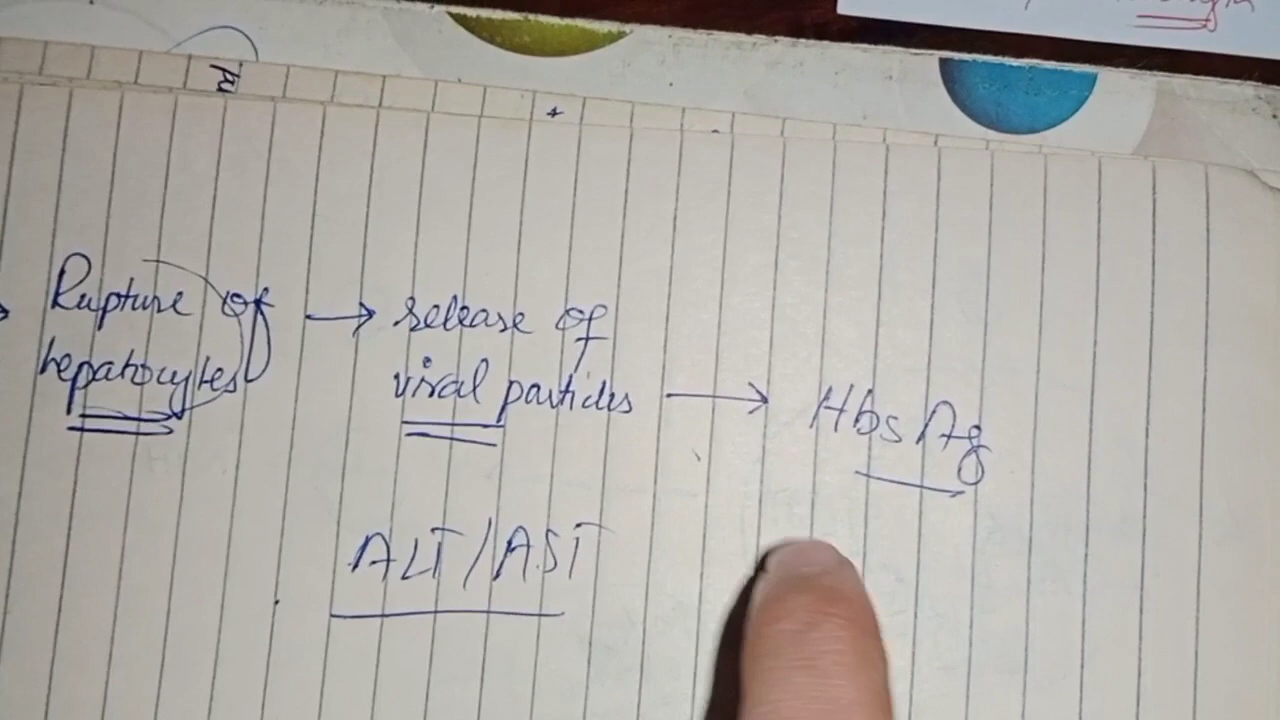 μ
Rupture of → release of
hepatocytes viral particles → HbsAg
ALT/AST